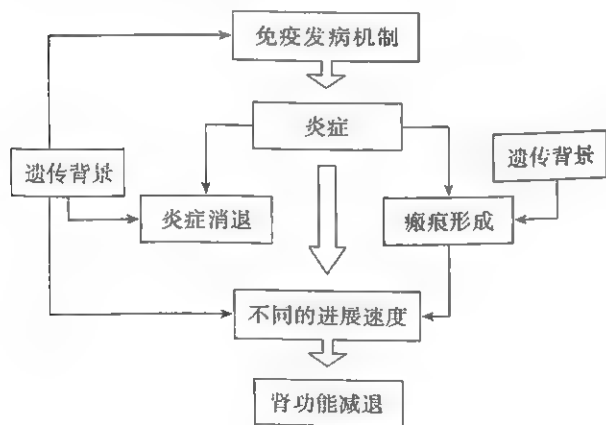 免疫发病机制
炎症
遗传背景
遗传背景
炎症消退
瘢痕形成
不同的进展速度
肾功能减退